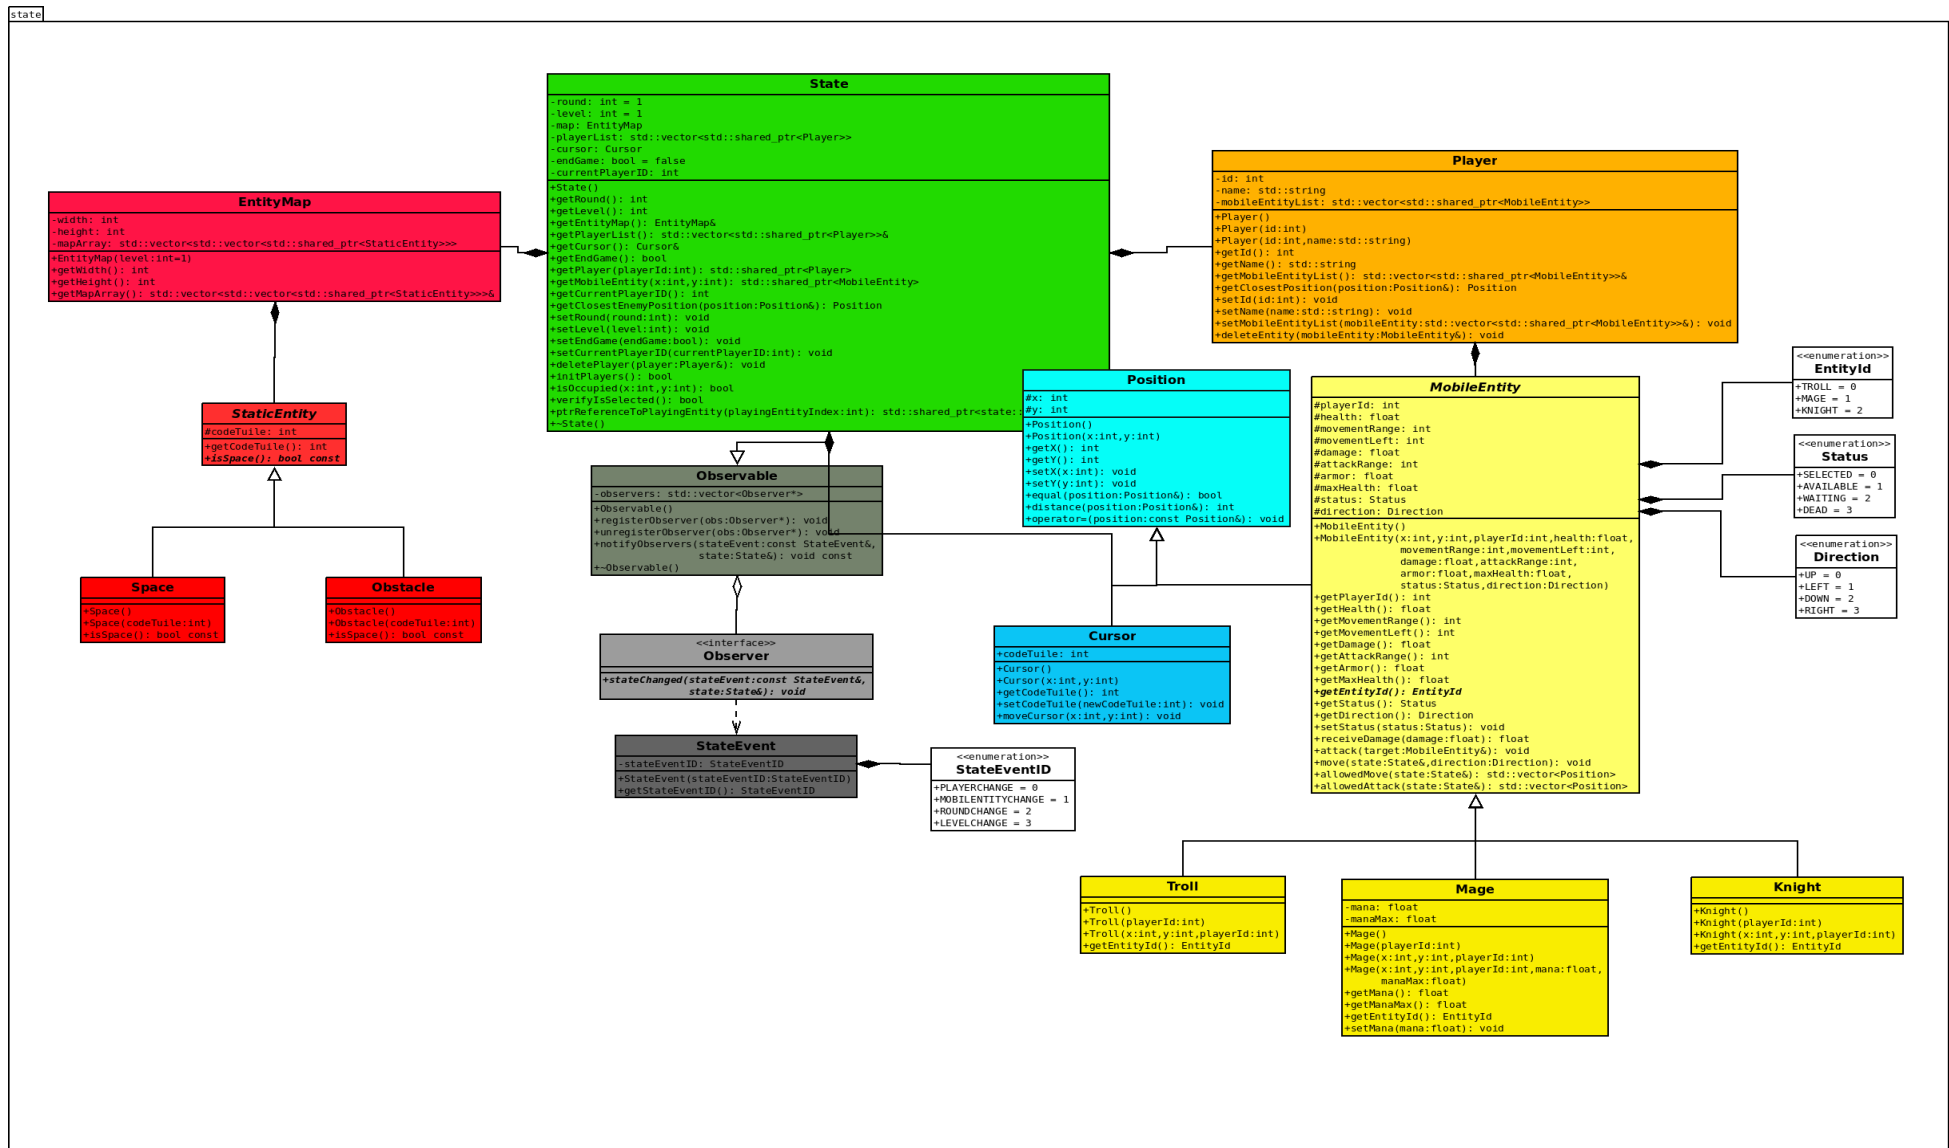 state
State
-round: int = 1
-level: int = 1
-map: EntityMap
-playerList: std::vector<std::shared_ptr<Player>>
-cursor: Cursor
-endGame: bool = false
-currentPlayerID: int
+State()
+getRound(): int
+getLevel(): int
+getEntityMap(): EntityMap&
+getPlayerList(): std::vector<std::shared_ptr<Player>>&
+getCursor(): Cursor&
+getEndGame(): bool
+getPlayer(playerId:int): std::shared_ptr<Player>
+getMobileEntity(x:int,y:int): std::shared_ptr<MobileEntity>
+getCurrentPlayerID(): int
+getClosestEnemyPosition(position:Position&): Position
+setRound(round:int): void
+setLevel(level:int): void
+setEndGame(endGame:bool): void
+setCurrentPlayerID(currentPlayerID:int): void
+deletePlayer(player:Player&): void
+initPlayers(): bool
+isOccupied(x:int,y:int): bool
+verifyIsSelected(): bool
+ptrReferenceToPlayingEntity(playingEntityIndex:int): std::shared_ptr<state::
+~State()
Player
-id: int
-name: std::string
-mobileEntityList: std::vector<std::shared_ptr<MobileEntity>>
+Player()
+Player(id:int)
+Player(id:int,name:std::string)
+getId(): int
+getName(): std::string
+getMobileEntityList(): std::vector<std::shared_ptr<MobileEntity>>&
+getClosestPosition(position:Position&): Position
+setId(id:int): void
+setName(name:std::string): void
+setMobileEntityList(mobileEntity:std::vector<std::shared_ptr<MobileEntity>>&): void
+deleteEntity(mobileEntity:MobileEntity&): void
EntityMap
-width: int
-height: int
-mapArray: std::vector<std::vector<std::shared_ptr<StaticEntity>>>
+EntityMap(level:int=1)
+getWidth(): int
+getHeight(): int
+getMapArray(): std::vector<std::vector<std::shared_ptr<StaticEntity>>>&
StaticEntity
#codeTuile: int
+getCodeTuile(): int
+isSpace(): bool const
Space
+Space()
+Space(codeTuile:int)
+isSpace(): bool const
Obstacle
+Obstacle()
+Obstacle(codeTuile:int)
+isSpace(): bool const
Observable
-observers: std::vector<Observer*>
+Observable()
+registerObserver(obs:Observer*): void
+unregisterObserver(obs:Observer*): void
+notifyObservers(stateEvent:const StateEvent&,
state:State&): void const
+~Observable()
<<interface>>
Observer
+stateChanged(stateEvent:const StateEvent&,
state:State&): void
StateEvent
-stateEventID: StateEventID
+StateEvent(stateEventID:StateEventID)
+getStateEventID(): StateEventID
<<enumeration>>
StateEventID
+PLAYERCHANGE = 0
+MOBILENTITYCHANGE = 1
+ROUNDCHANGE = 2
+LEVELCHANGE = 3
Position
#x: int
#y: int
+Position()
+Position(x:int,y:int)
+getX(): int
+getY(): int
+setX(x:int): void
+setY(y:int): void
+equal(position:Position&): bool
+distance(position:Position&): int
+operator=(position:const Position&): void
Cursor
+codeTuile: int
+Cursor()
+Cursor(x:int,y:int)
+getCodeTuile(): int
+setCodeTuile(newCodeTuile:int): void
+moveCursor(x:int,y:int): void
MobileEntity
#playerId: int
#health: float
#movementRange: int
#movementLeft: int
#damage: float
#attackRange: int
#armor: float
#maxHealth: float
#status: Status
#direction: Direction
+MobileEntity()
+MobileEntity(x:int,y:int,playerId:int,health:float,
movementRange:int,movementLeft:int,
damage:float,attackRange:int,
armor:float,maxHealth:float,
status:Status,direction:Direction)
+getPlayerId(): int
+getHealth(): float
+getMovementRange(): int
+getMovementLeft(): int
+getDamage(): float
+getAttackRange(): int
+getArmor(): float
+getMaxHealth(): float
+getEntityId(): EntityId
+getStatus(): Status
+getDirection(): Direction
+setStatus(status:Status): void
+receiveDamage(damage:float): float
+attack(target:MobileEntity&): void
+move(state:State&,direction:Direction): void
+allowedMove(state:State&): std::vector<Position>
+allowedAttack(state:State&): std::vector<Position>
<<enumeration>>
EntityId
+TROLL = 0
+MAGE = 1
+KNIGHT = 2
<<enumeration>>
Status
+SELECTED = 0
+AVAILABLE = 1
+WAITING = 2
+DEAD = 3
<<enumeration>>
Direction
+UP = 0
+LEFT = 1
+DOWN = 2
+RIGHT = 3
Troll
+Troll()
+Troll(playerId:int)
+Troll(x:int,y:int,playerId:int)
+getEntityId(): EntityId
Mage
-mana: float
-manaMax: float
+Mage()
+Mage(playerId:int)
+Mage(x:int,y:int,playerId:int)
+Mage(x:int,y:int,playerId:int,mana:float,
manaMax:float)
+getMana(): float
+getManaMax(): float
+getEntityId(): EntityId
+setMana(mana:float): void
Knight
+Knight()
+Knight(playerId:int)
+Knight(x:int,y:int,playerId:int)
+getEntityId(): EntityId